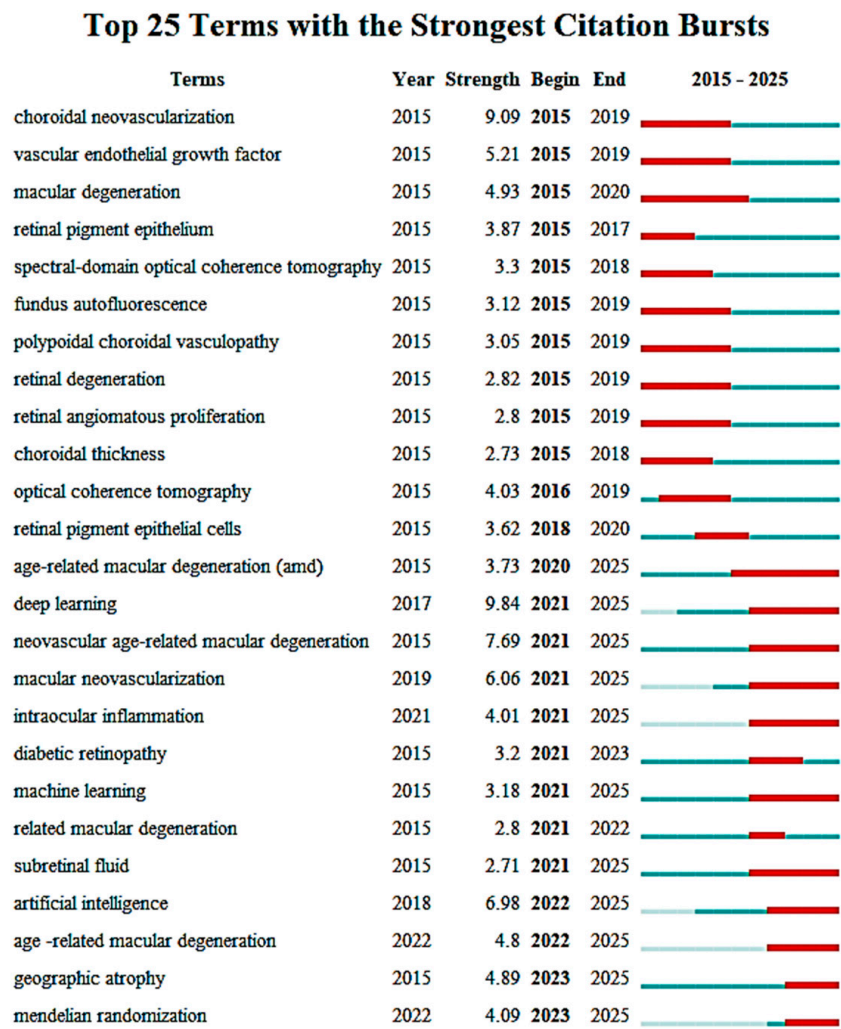 Top 25 Terms with the Strongest Citation Bursts
Terms Year Strength Begin End 2015 - 2025
choroidal neovascularization 2015 9.09 2015 2019
vascular endothelial growth factor 2015 5.21 2015 2019
macular degeneration 2015 4.93 2015 2020
retinal pigment epithelium 2015 3.87 2015 2017
spectral-domain optical coherence tomography 2015 3.3 2015 2018
fundus autofluorescence 2015 3.12 2015 2019
polypoidal choroidal vasculopathy 2015 3.05 2015 2019
retinal degeneration 2015 2.82 2015 2019
retinal angiomatous proliferation 2015 2.8 2015 2019
choroidal thickness 2015 2.73 2015 2018
optical coherence tomography 2015 4.03 2016 2019
retinal pigment epithelial cells 2015 3.62 2018 2020
age-related macular degeneration (amd) 2015 3.73 2020 2025
deep learning 2017 9.84 2021 2025
neovascular age-related macular degeneration 2015 7.69 2021 2025
macular neovascularization 2019 6.06 2021 2025
intraocular inflammation 2021 4.01 2021 2025
diabetic retinopathy 2015 3.2 2021 2023
machine learning 2015 3.18 2021 2025
related macular degeneration 2015 2.8 2021 2022
subretinal fluid 2015 2.71 2021 2025
artificial intelligence 2018 6.98 2022 2025
age -related macular degeneration 2022 4.8 2022 2025
geographic atrophy 2015 4.89 2023 2025
mendelian randomization 2022 4.09 2023 2025